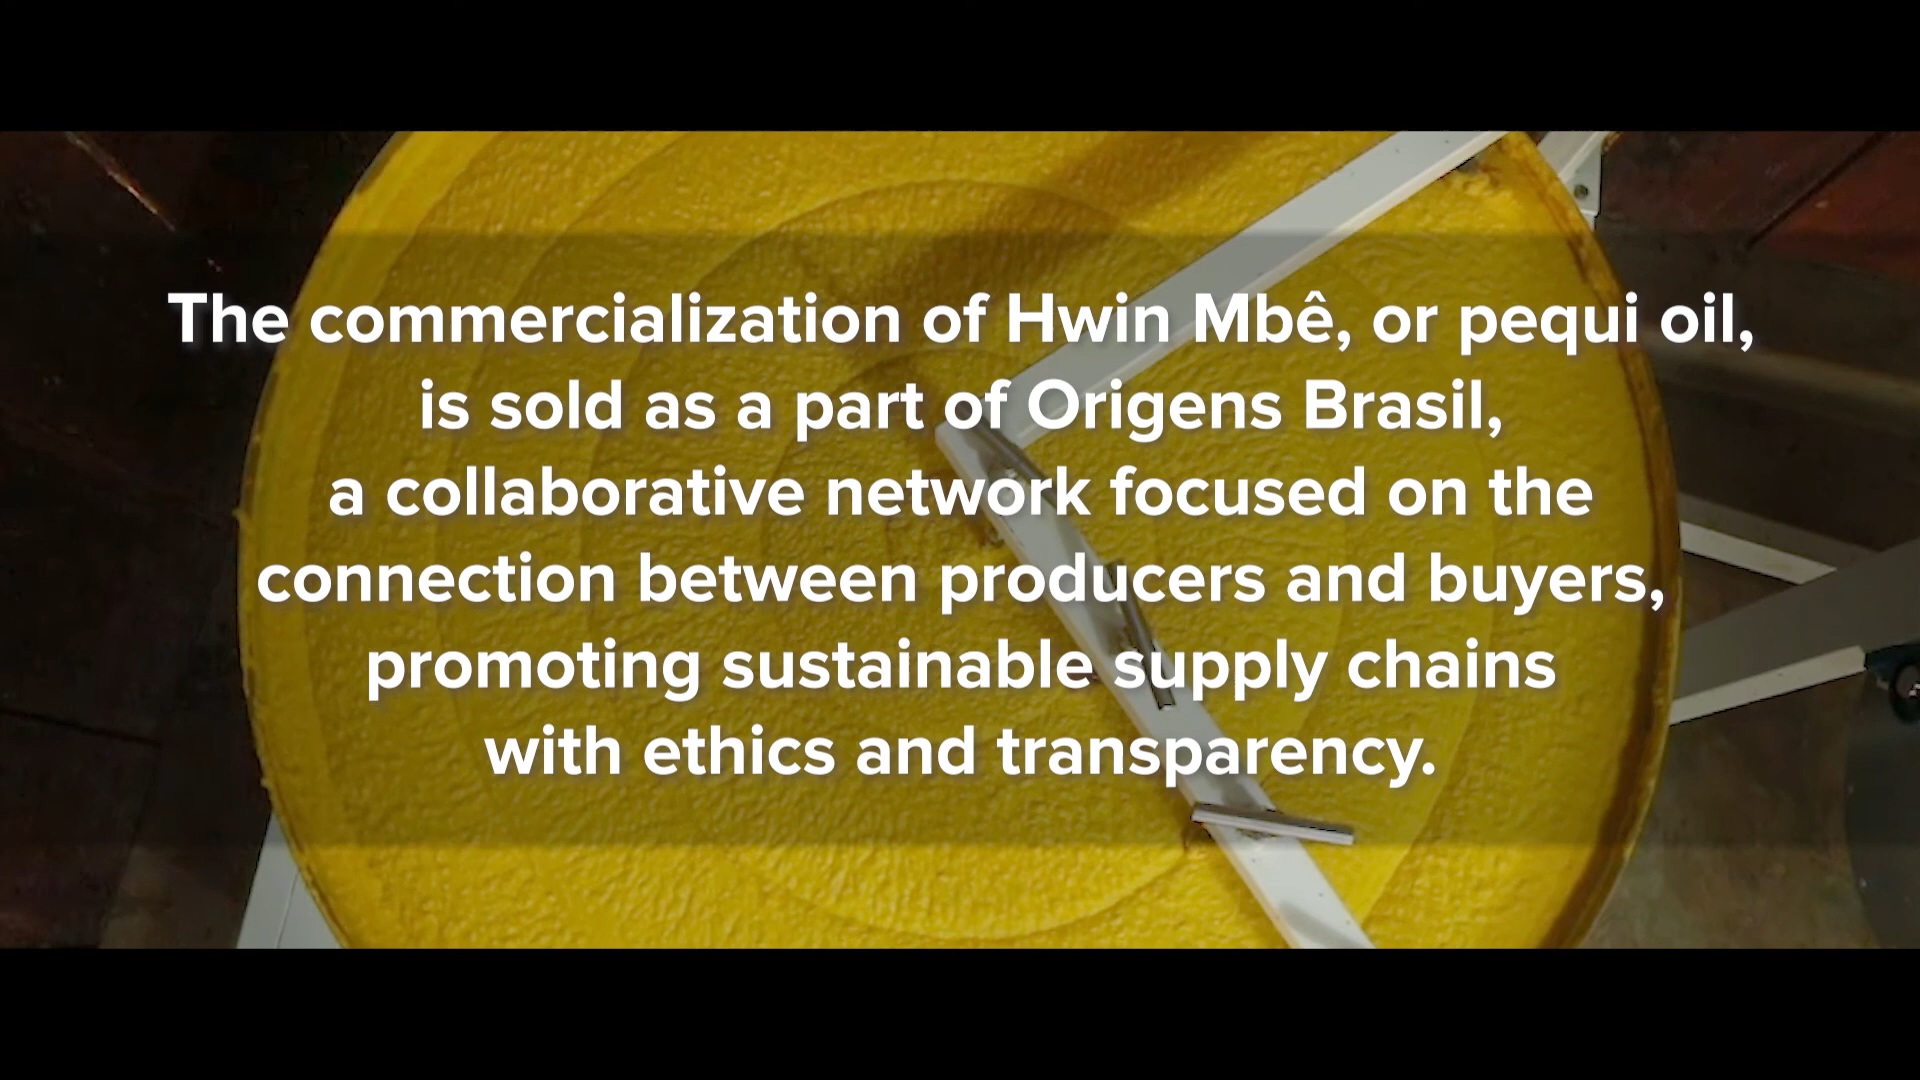 The commercialization of Hwin Mbê, or pequi oil,
is sold as a part of Origens Brasil,
a collaborative network focused on the
connection between producers and buyers,
promoting sustainable supply chains
with ethics and transparency.